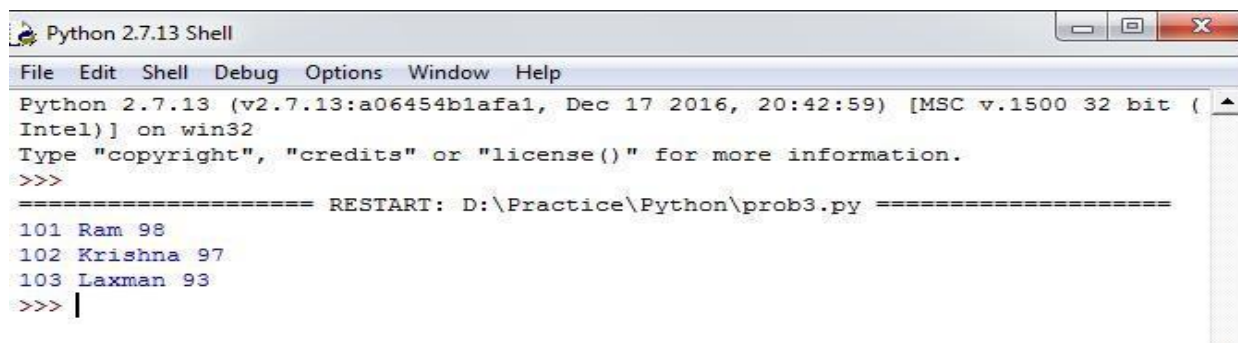 Python 2.7.13 Shell
File Edit Shell Debug Options Window Help
Python 2.7.13 (v2.7.13:a06454b1afa1, Dec 17 2016, 20:42:59) [MSC v.1500 32 bit (
Intel)] on win32
Type "copyright", "credits" or "license()" for more information.
>>>
==================== RESTART: D:\Practice\Python\prob3.py ====================
101 Ram 98
102 Krishna 97
103 Laxman 93
>>>